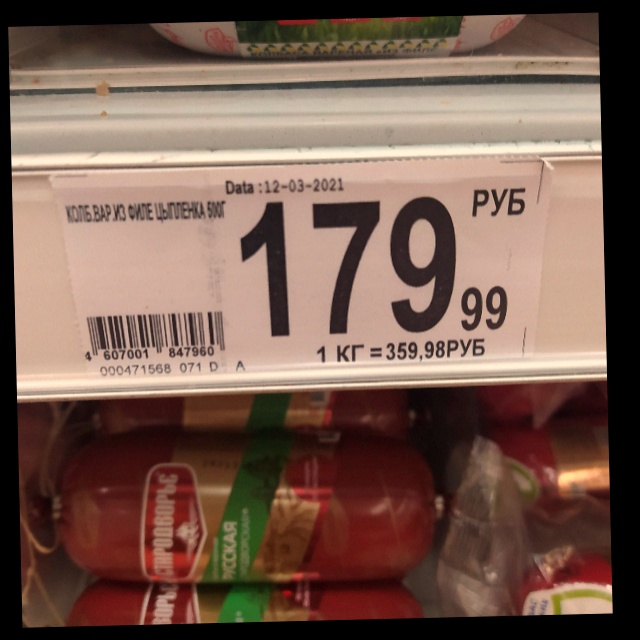 Data :12-03-2021
КОЛБ.ВАР.ИЗ ФИЛЕ ЦЫПЛЕНКА 500Г
179 99
РУБ
1 КГ = 359,98РУБ
4 607001 847960
000471568 071 D A